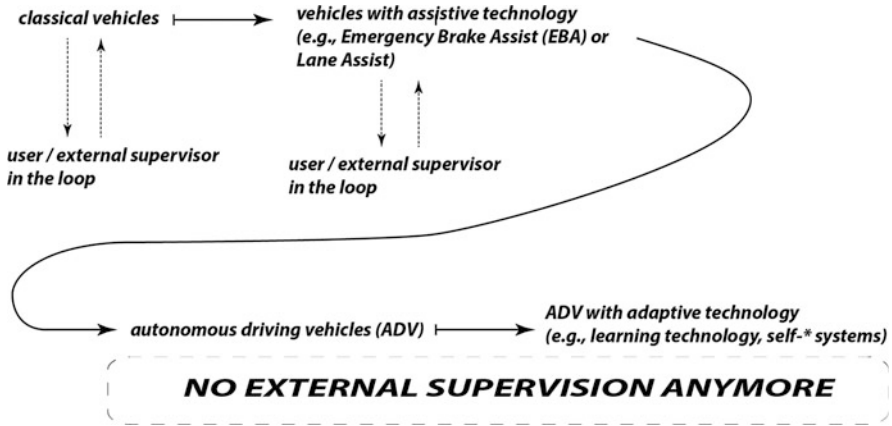 classical vehicles
vehicles with assistive technology
(e.g., Emergency Brake Assist (EBA) or
Lane Assist)
user / external supervisor
in the loop
user / external supervisor
in the loop
autonomous driving vehicles (ADV)
ADV with adaptive technology
(e.g., learning technology, self-* systems)
NO EXTERNAL SUPERVISION ANYMORE